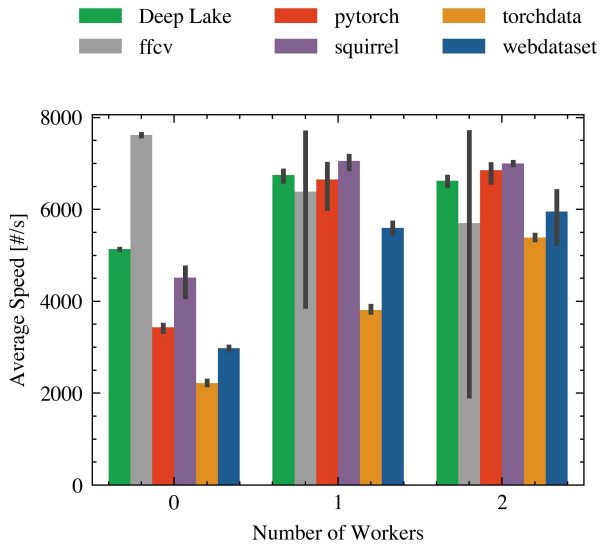 Deep Lake pytorch torchdata
ffcv squirrel webdataset
8000
6000
4000
2000
0
Average Speed [#/s]
0 1 2
Number of Workers